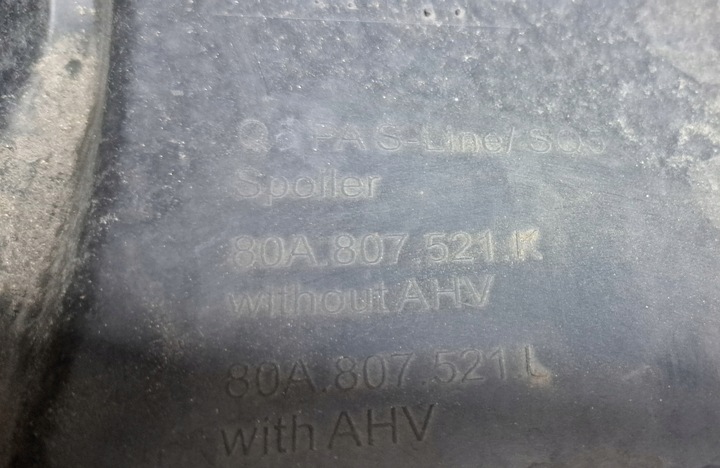 Q5 PA S-Line/ SQ5
Spoiler
80A.807.521.K
without AHV
80A.807.521.L
with AHV